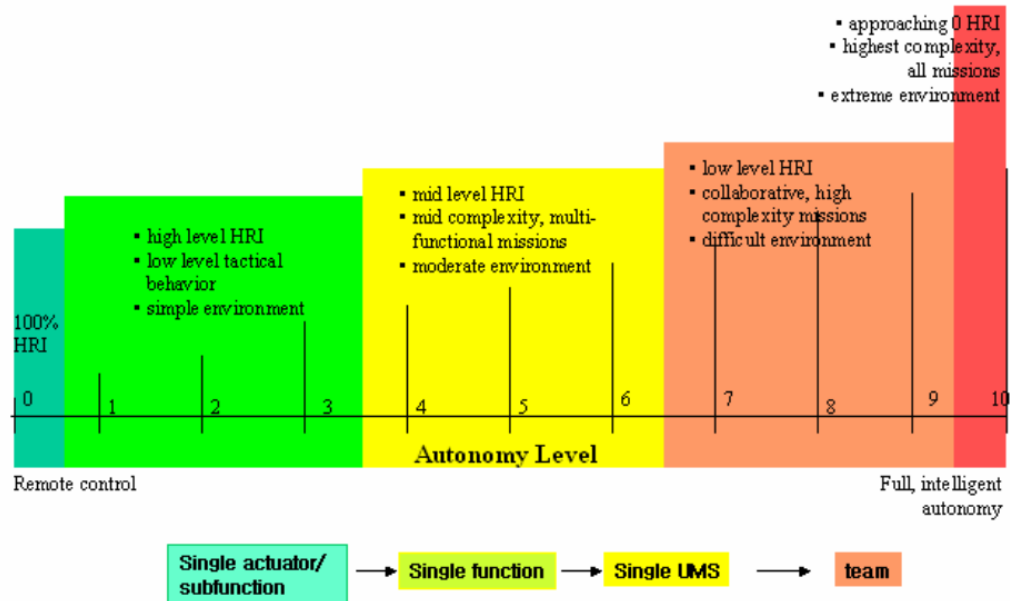 ▪ approaching 0 HRI
▪ highest complexity,
all missions
▪ extreme environment
▪ low level HRI
▪ collaborative, high
complexity missions
▪ difficult environment
▪ mid level HRI
▪ mid complexity, multi-
functional missions
▪ moderate environment
▪ high level HRI
▪ low level tactical
behavior
▪ simple environment
100%
HRI
0 1 2 3 4 5 6 7 8 9 10
Autonomy Level
Remote control
Full, intelligent
autonomy
Single actuator/
subfunction
Single function
Single UMS
team